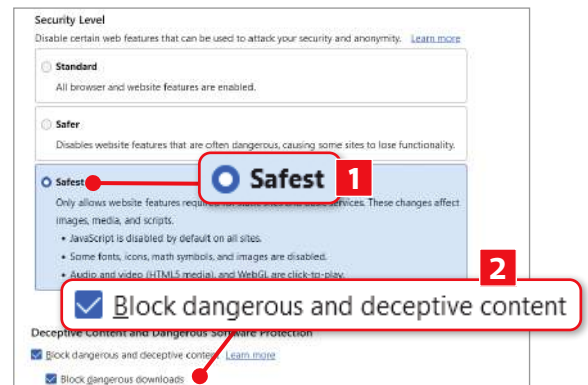 Security Level
Disable certain web features that can be used to attack your security and anonymity. Learn more
Standard
All browser and website features are enabled.
Safer
Disables website features that are often dangerous, causing some sites to lose functionality.
Safest
Safest 1
Only allows website features required services. These changes affect
images, media, and scripts.
• JavaScript is disabled by default on all sites.
• Some fonts, icons, math symbols, and images are disabled.
• Audio and video (HTML5 media), and WebGL are click-to-play.
2
Block dangerous and deceptive content
Deceptive Content and Dangerous Software Protection
Block dangerous and deceptive content Learn more
Block dangerous downloads